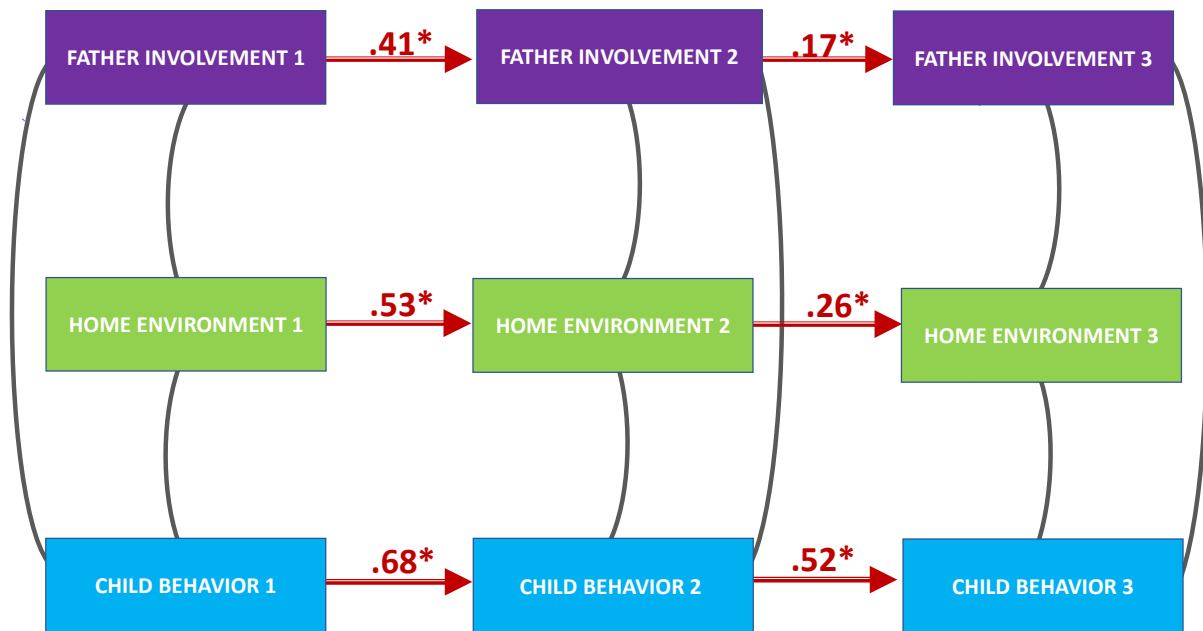 FATHER INVOLVEMENT 1
.41*
FATHER INVOLVEMENT 2
.17*
FATHER INVOLVEMENT 3
HOME ENVIRONMENT 1
.53*
HOME ENVIRONMENT 2
.26*
HOME ENVIRONMENT 3
CHILD BEHAVIOR 1
.68*
CHILD BEHAVIOR 2
.52*
CHILD BEHAVIOR 3